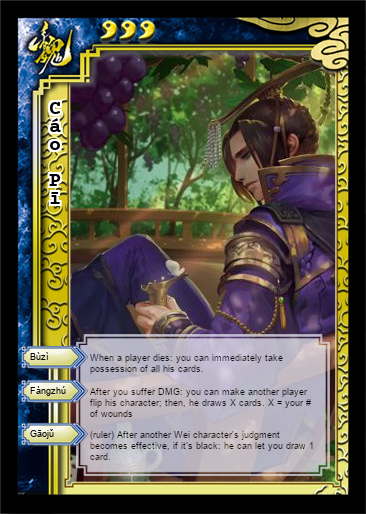 魏
Cáo Pī
Bùzì
When a player dies: you can immediately take
possession of all his cards.
Fàngzhú
After you suffer DMG: you can make another player
flip his character; then, he draws X cards. X = your #
of wounds
Gāojǔ
(ruler) After another Wei character's judgment
becomes effective, if it's black: he can let you draw 1
card.